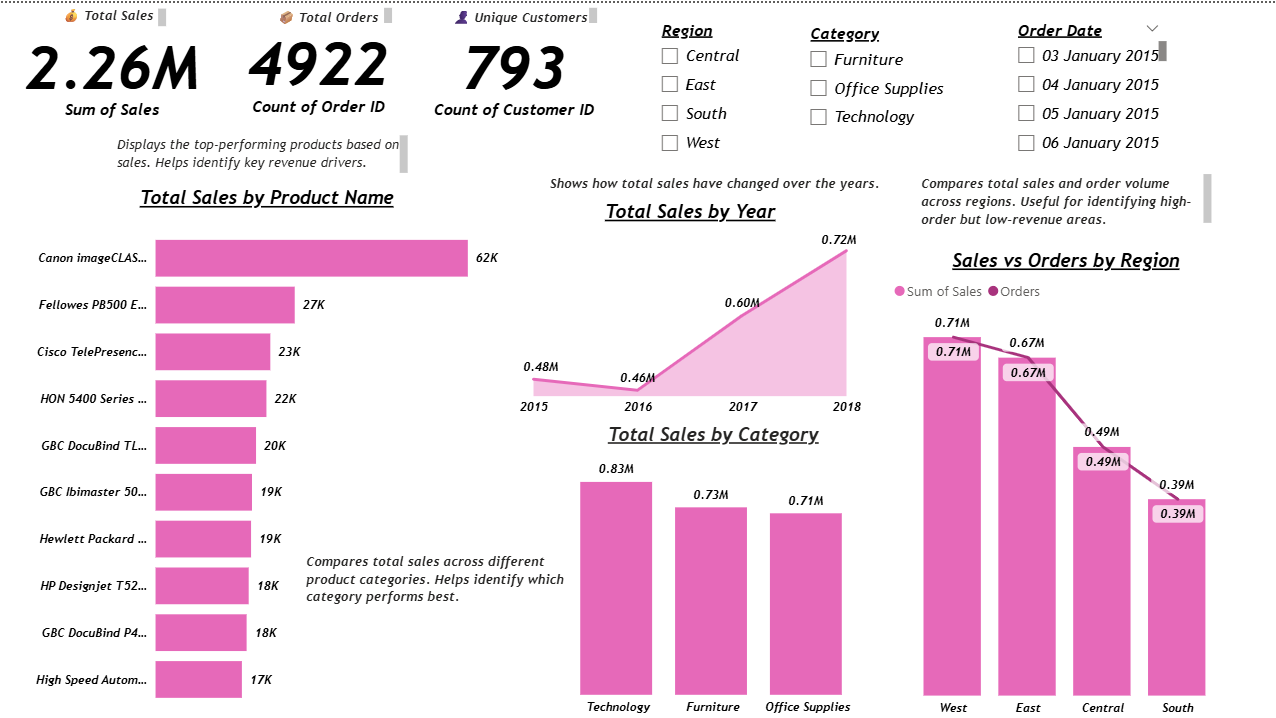 💰 Total Sales
2.26M
Sum of Sales
📦 Total Orders
4922
Count of Order ID
👤 Unique Customers
793
Count of Customer ID
Region
Central
East
South
West
Category
Furniture
Office Supplies
Technology
Order Date
03 January 2015
04 January 2015
05 January 2015
06 January 2015
Displays the top-performing products based on
sales. Helps identify key revenue drivers.
Total Sales by Product Name
Canon imageCLAS... 62K
Fellowes PB500 E... 27K
Cisco TelePresenc... 23K
HON 5400 Series ... 22K
GBC DocuBind TL... 20K
GBC Ibimaster 50... 19K
Hewlett Packard ... 19K
HP Designjet T52... 18K
GBC DocuBind P4... 18K
High Speed Autom... 17K
Shows how total sales have changed over the years.
Total Sales by Year
0.48M
0.46M
0.60M
0.72M
2015 2016 2017 2018
Compares total sales across different
product categories. Helps identify which
category performs best.
Total Sales by Category
0.83M
0.73M
0.71M
Technology Furniture Office Supplies
Compares total sales and order volume
across regions. Useful for identifying high-
order but low-revenue areas.
Sales vs Orders by Region
Sum of Sales Orders
0.71M
0.71M
0.67M
0.67M
0.49M
0.49M
0.39M
0.39M
West East Central South